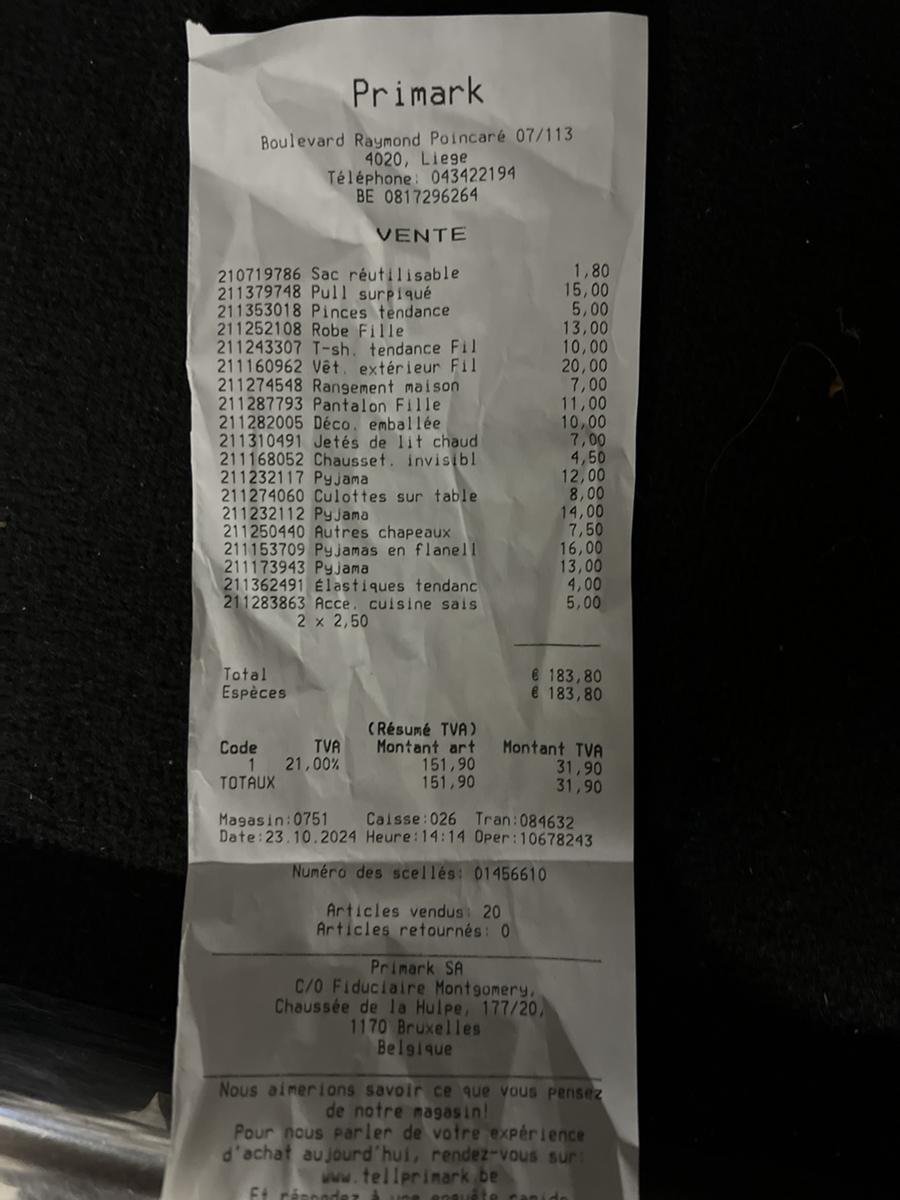 Primark
Boulevard Raymond Poincaré 07/113
4020, Liege
Téléphone: 043422194
BE 0817296264
VENTE
210719786 Sac réutilisable 1,80
211379748 Pull surpiqué 15,00
211353018 Pinces tendance 5,00
211252108 Robe Fille 13,00
211243307 T-sh. tendance Fil 10,00
211160962 Vêt. extérieur Fil 20,00
211274548 Rangement maison 7,00
211287793 Pantalon Fille 11,00
211282005 Déco. emballée 10,00
211310491 Jetés de lit chaud 7,00
211168052 Chausset. invisibl 4,50
211232117 Pyjama 12,00
211274060 Culottes sur table 8,00
211232112 Pyjama 14,00
211250440 Autres chapeaux 7,50
211153709 Pyjamas en flanell 16,00
211173943 Pyjama 13,00
211362491 Élastiques tendanc 4,00
211283863 Acce. cuisine sais 5,00
2 x 2,50
Total € 183,80
Espèces € 183,80
(Résumé TVA)
Code TVA Montant art Montant TVA
1 21,00% 151,90 31,90
TOTAUX 151,90 31,90
Magasin:0751 Caisse:026 Tran:084632
Date:23.10.2024 Heure:14:14 Oper:10678243
Numéro des scellés: 01456610
Articles vendus: 20
Articles retournés: 0
Primark SA
C/O Fiduciaire Montgomery,
Chaussée de la Hulpe, 177/20,
1170 Bruxelles
Belgique
Nous aimerions savoir ce que vous pensez
de notre magasin!
Pour nous parler de votre expérience
d'achat aujourd'hui, rendez-vous sur:
www.tellprimark.be
Et répondez à une enquête rapide